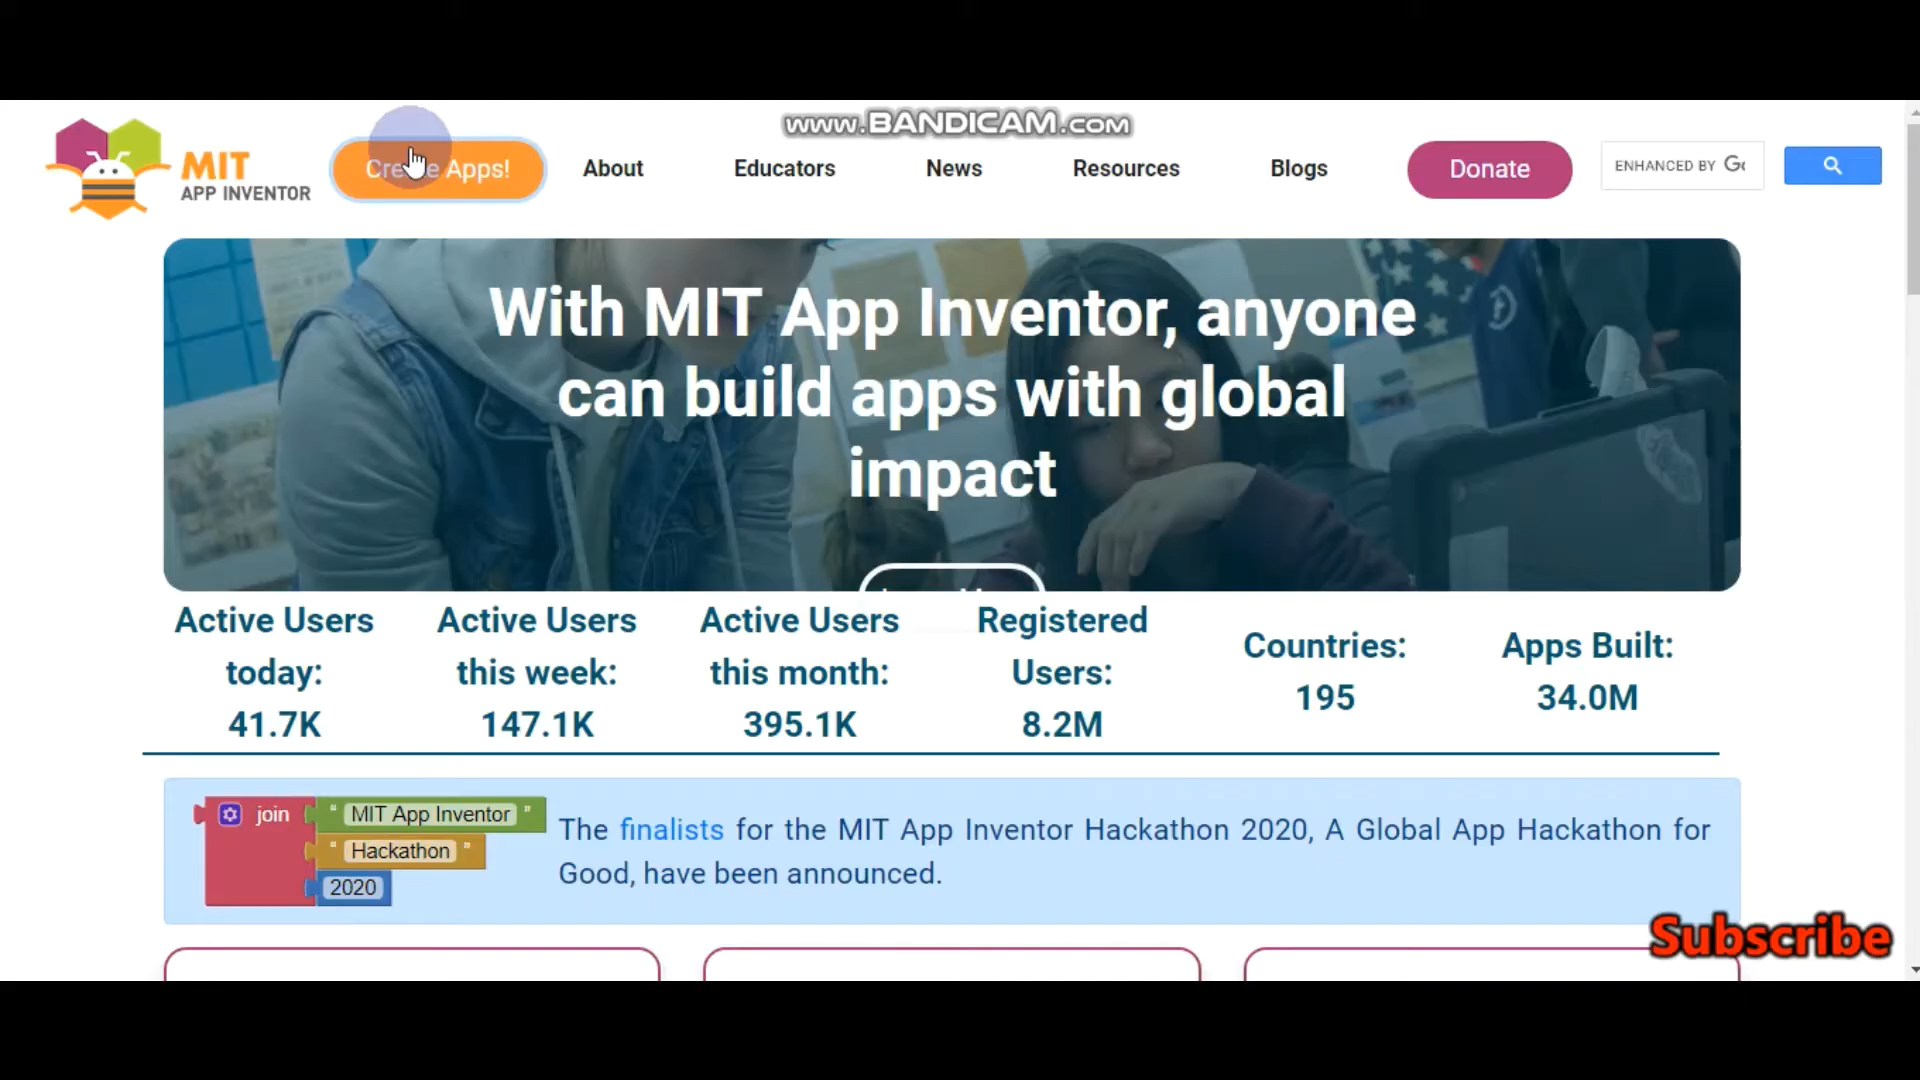 www.BANDICAM.com
MIT
APP INVENTOR
Create Apps!
About
Educators
News
Resources
Blogs
Donate
ENHANCED BY
With MIT App Inventor, anyone
can build apps with global
impact
Active Users
today:
41.7K
Active Users
this week:
147.1K
Active Users
this month:
395.1K
Registered
Users:
8.2M
Countries:
195
Apps Built:
34.0M
join
“ MIT App Inventor ”
“ Hackathon ”
2020
The finalists for the MIT App Inventor Hackathon 2020, A Global App Hackathon for
Good, have been announced.
Subscribe